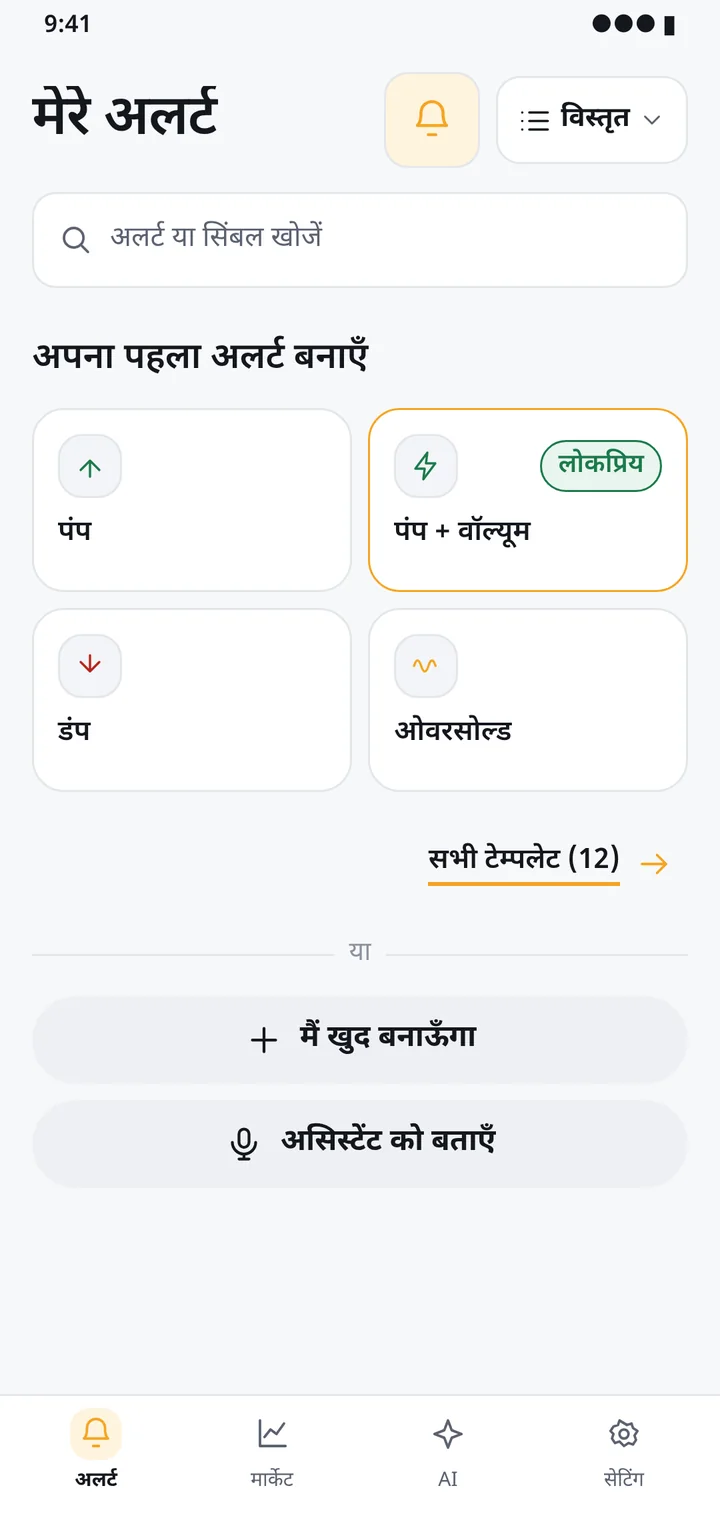 9:41
मेरे अलर्ट
विस्तृत
अलर्ट या सिंबल खोजें
अपना पहला अलर्ट बनाएँ
पंप
लोकप्रिय
पंप + वॉल्यूम
डंप
ओवरसोल्ड
सभी टेम्पलेट (12)
या
मैं खुद बनाऊँगा
असिस्टेंट को बताएँ
अलर्ट
मार्केट
AI
सेटिंग